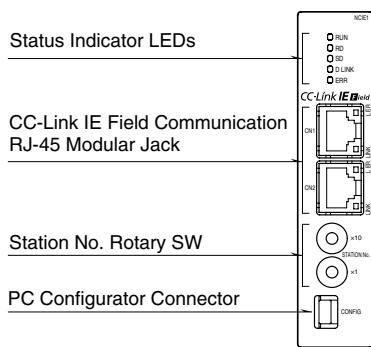 NCIE1
Status Indicator LEDs
RUN
RD
SD
D LINK
ERR
CC-Link IE Field
CC-Link IE Field Communication
RJ-45 Modular Jack
CN1
L ER
LINK
CN2
L ER
LINK
Station No. Rotary SW
×10
STATION No.
×1
PC Configurator Connector
CONFIG